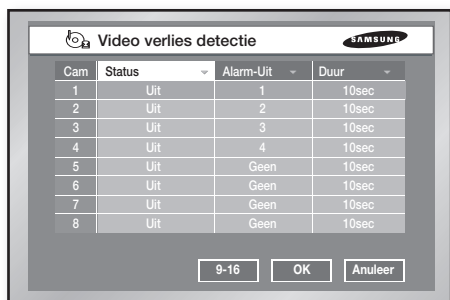 Video verlies detectie SAMSUNG
Cam Status Alarm-Uit Duur
1 Uit 1 10sec
2 Uit 2 10sec
3 Uit 3 10sec
4 Uit 4 10sec
5 Uit Geen 10sec
6 Uit Geen 10sec
7 Uit Geen 10sec
8 Uit Geen 10sec
9-16 OK Anuleer